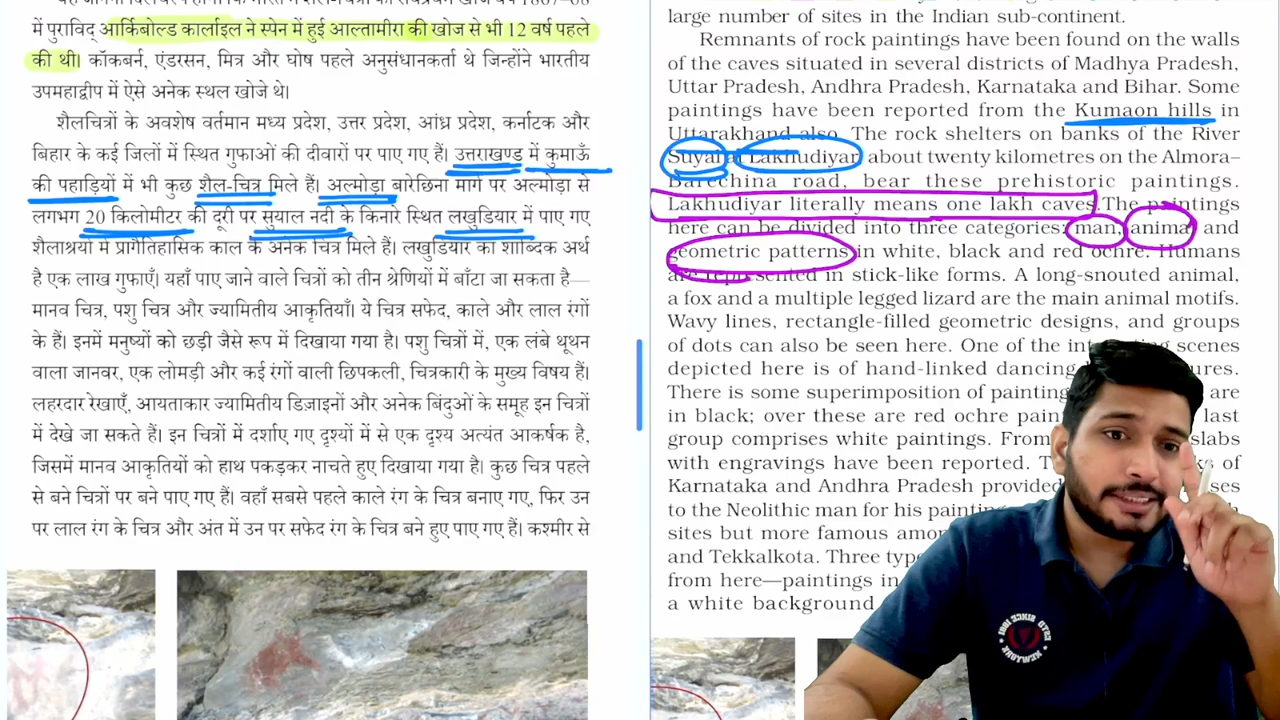 में पुराविद् आर्किबोल्ड कार्लाइल ने स्पेन में हुई आल्तामीरा की खोज से भी 12 वर्ष पहले
की थी। कॉकबर्न, एंडरसन, मित्र और घोष पहले अनुसंधानकर्ता थे जिन्होंने भारतीय
उपमहाद्वीप में ऐसे अनेक स्थल खोजे थे।
शैलचित्रों के अवशेष वर्तमान मध्य प्रदेश, उत्तर प्रदेश, आंध्र प्रदेश, कर्नाटक और
बिहार के कई जिलों में स्थित गुफाओं की दीवारों पर पाए गए हैं। उत्तराखण्ड में कुमाऊँ
की पहाड़ियों में भी कुछ शैल-चित्र मिले हैं। अल्मोड़ा बारेछिना मार्ग पर अल्मोड़ा से
लगभग 20 किलोमीटर की दूरी पर सुयाल नदी के किनारे स्थित लखुडियार में पाए गए
शैलाश्रयों में प्रागैतिहासिक काल के अनेक चित्र मिले हैं। लखुडियार का शाब्दिक अर्थ
है एक लाख गुफाएँ। यहाँ पाए जाने वाले चित्रों को तीन श्रेणियों में बाँटा जा सकता है—
मानव चित्र, पशु चित्र और ज्यामितीय आकृतियाँ। ये चित्र सफेद, काले और लाल रंगों
के हैं। इनमें मनुष्यों को छड़ी जैसे रूप में दिखाया गया है। पशु चित्रों में, एक लंबे थूथन
वाला जानवर, एक लोमड़ी और कई रंगों वाली छिपकली, चित्रकारी के मुख्य विषय हैं।
लहरदार रेखाएँ, आयताकार ज्यामितीय डिज़ाइनों और अनेक बिंदुओं के समूह इन चित्रों
में देखे जा सकते हैं। इन चित्रों में दर्शाए गए दृश्यों में से एक दृश्य अत्यंत आकर्षक है,
जिसमें मानव आकृतियों को हाथ पकड़कर नाचते हुए दिखाया गया है। कुछ चित्र पहले
से बने चित्रों पर बने पाए गए हैं। वहाँ सबसे पहले काले रंग के चित्र बनाए गए, फिर उन
पर लाल रंग के चित्र और अंत में उन पर सफेद रंग के चित्र बने हुए पाए गए हैं। कश्मीर से
large number of sites in the Indian sub-continent.
Remnants of rock paintings have been found on the walls
of the caves situated in several districts of Madhya Pradesh,
Uttar Pradesh, Andhra Pradesh, Karnataka and Bihar. Some
paintings have been reported from the Kumaon hills in
Uttarakhand also. The rock shelters on banks of the River
Suyal at Lakhudiyar about twenty kilometres on the Almora–
Barechina road, bear these prehistoric paintings.
Lakhudiyar literally means one lakh caves. The paintings
here can be divided into three categories: man, animal and
geometric patterns in white, black and red ochre. Humans
are represented in stick-like forms. A long-snouted animal,
a fox and a multiple legged lizard are the main animal motifs.
Wavy lines, rectangle-filled geometric designs, and groups
of dots can also be seen here. One of the scenes
depicted here is of hand-linked dancing
There is some superimposition of are
in black; over these are red ochre last
group comprises white paintings. From slabs
with engravings have been reported. of
Karnataka and Andhra Pradesh provided
to the Neolithic man for his
sites but more famous
and Tekkalkota. Three
from here—paintings in
a white background
ESTD SINCE 1981
NEWYORK